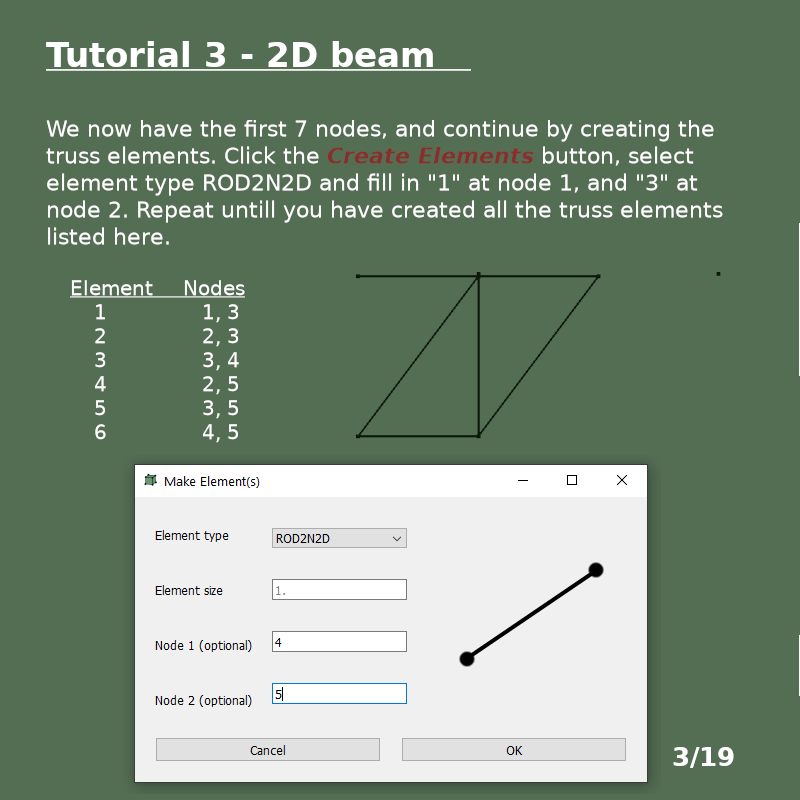 Tutorial 3 - 2D beam
We now have the first 7 nodes, and continue by creating the
truss elements. Click the Create Elements button, select
element type ROD2N2D and fill in "1" at node 1, and "3" at
node 2. Repeat untill you have created all the truss elements
listed here.
Element Nodes
1 1, 3
2 2, 3
3 3, 4
4 2, 5
5 3, 5
6 4, 5
Make Element(s)
Element type ROD2N2D
Element size 1.
Node 1 (optional) 4
Node 2 (optional) 5
Cancel OK
3/19